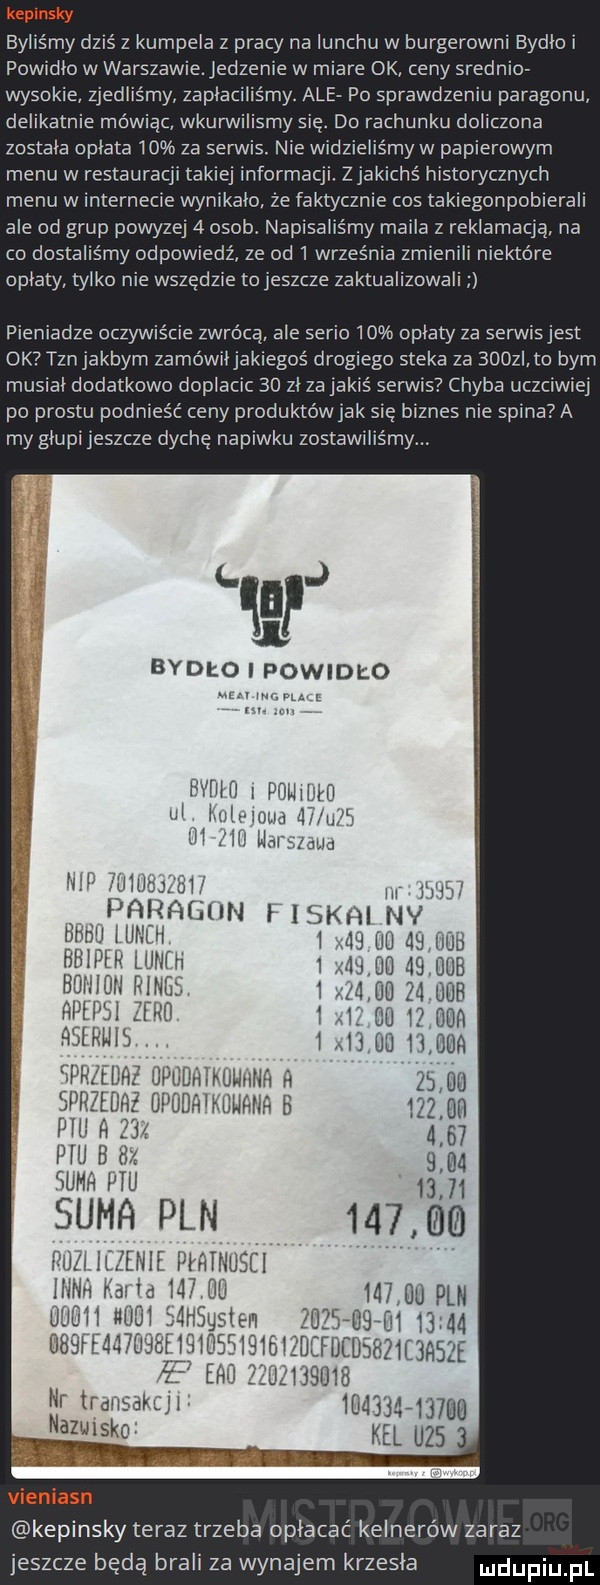 kepinsky
Byliśmy dziś z kumpela z pracy na lunchu w burgerowni Bydło i
Powidło w Warszawie. Jedzenie w miare OK, ceny srednio-
wysokie, zjedliśmy, zapłaciliśmy. ALE- Po sprawdzeniu paragonu,
delikatnie mówiąc, wkurwilismy się. Do rachunku doliczona
została opłata 10% za serwis. Nie widzieliśmy w papierowym
menu w restauracji takiej informacji. Z jakichś historycznych
menu w internecie wynikało, że faktycznie cos takiegonpobierali
ale od grup powyzej 4 osob. Napisaliśmy maila z reklamacją, na
co dostaliśmy odpowiedź, ze od 1 września zmienili niektóre
opłaty, tylko nie wszędzie to jeszcze zaktualizowali ;)
Pieniadze oczywiście zwrócą, ale serio 10% opłaty za serwis jest
OK? Tzn jakbym zamówił jakiegoś drogiego steka za 300zl, to bym
musiał dodatkowo doplacic 30 zł za jakiś serwis? Chyba uczciwiej
po prostu podnieść ceny produktów jak się biznes nie spina? A
my głupi jeszcze dychę napiwku zostawiliśmy...
BYDŁO I POWIDŁO
MEAT-ING PLACE
ESTd 2013
BYDŁO i POWiDŁO
ul. Kolejowa 47/u25
01-210 Warszawa
NIP 7010832817 nr:35957
PARAGON FISKALNY
BBBQ LUNCH. 1 x49,00 49,00B
BBIPER LUNCH 1 x49,00 49,00B
BONION RINGS. 1 x24,00 24,00B
APEPSI ZERO. 1 x12,00 12,00A
ASERWIS.... 1 x13,00 13,00A
SPRZEDAŻ OPODATKOWANA A 25,00
SPRZEDAŻ OPODATKOWANA B 122,00
PTU A 23% 4,67
PTU B 8% 9,04
SUMA PTU 13,71
SUMA PLN 147,00
ROZLICZENIE PŁATNOŚCI
INNA Karta 147.00 147,00 PLN
00011 #001 S4HSystem 2025-09-01 13:44
089FE447098E1910551916120CFDCD5821C3A52E
EAO 2202139018
Nr transakcji: 104334-13700
Nazwisko: KEL U25 3
kepinsky z @wykop.pl
vieniasn
MISTRZOWIE.ORG
@kepinsky teraz trzeba opłacać kelnerów zaraz
jeszcze będą brali za wynajem krzesła
mdupiu.pl